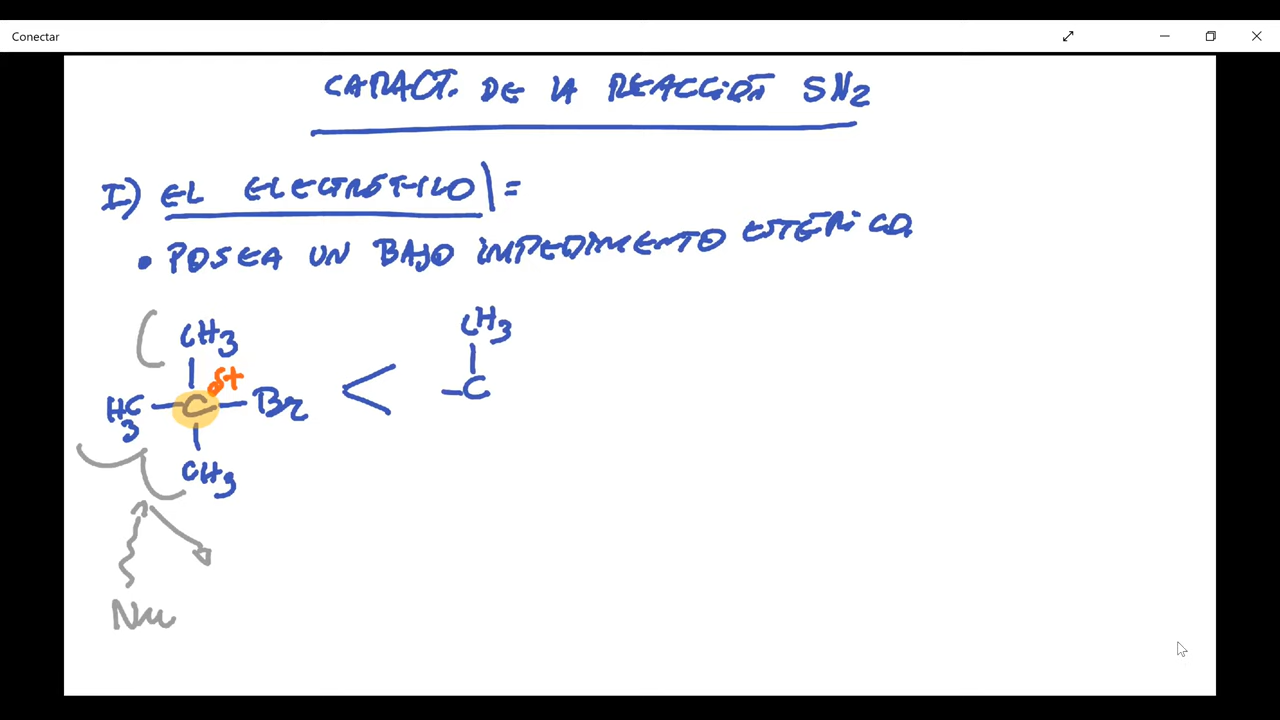 Conectar
CARACT. DE LA REACCIÓN SN2
I) EL ELECTRÓFILO =
• POSEA UN BAJO IMPEDIMENTO ESTÉRICO
CH3 CH3
δ+
H3C — C — Br < — C
CH3
Nu